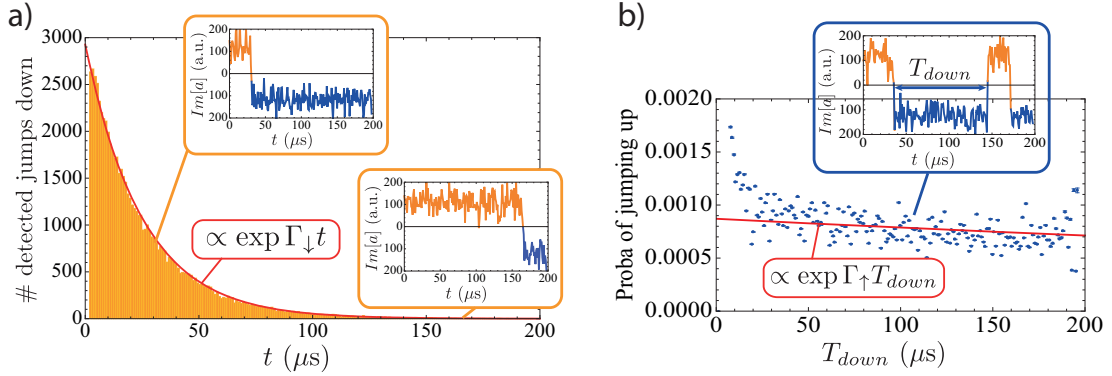 a)
# detected jumps down
3000
2500
2000
1500
1000
500
0
0 50 100 150 200
t (μs)
Im[a] (a.u.)
200
100
0
100
200
0 50 100 150 200
t (μs)
Im[a] (a.u.)
200
100
0
100
200
0 50 100 150 200
t (μs)
∝ exp Γ↓t
b)
Proba of jumping up
0.0020
0.0015
0.0010
0.0005
0.0000
0 50 100 150 200
T_down (μs)
Im[a] (a.u.)
200
100
0
100
200
T_down
0 50 100 150 200
t (μs)
∝ exp Γ↑T_down